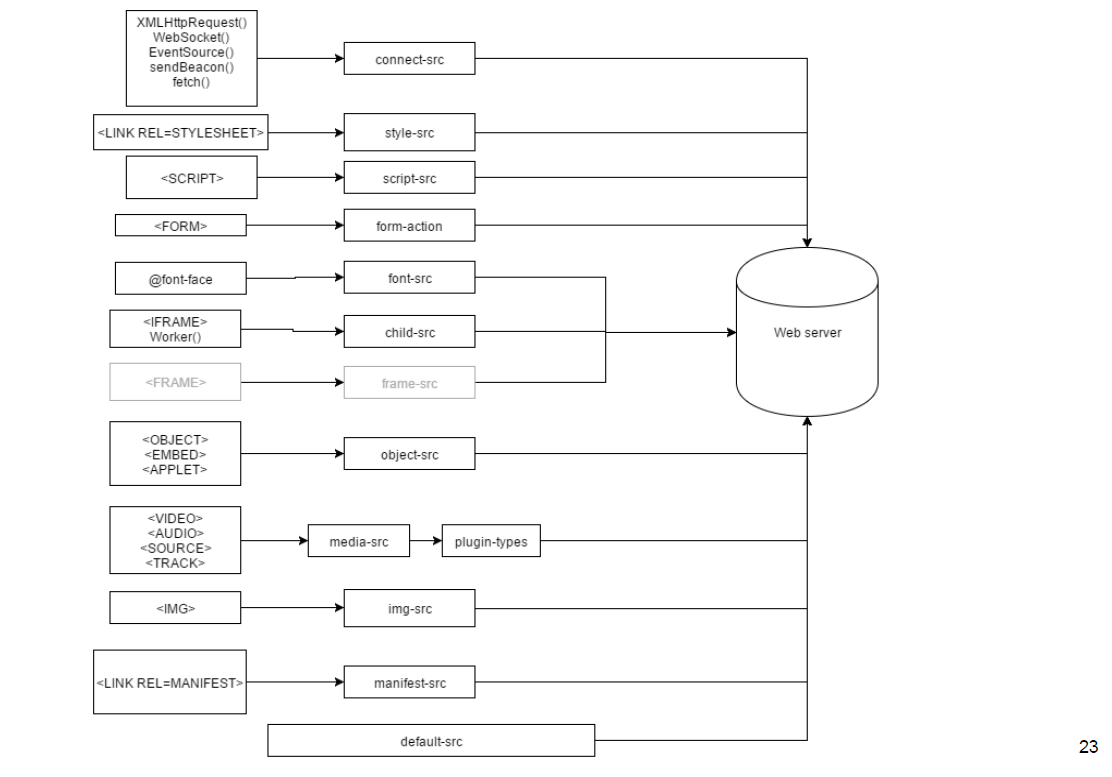 XMLHttpRequest()
WebSocket()
EventSource()
sendBeacon()
fetch()
connect-src
<LINK REL=STYLESHEET>
style-src
<SCRIPT>
script-src
<FORM>
form-action
@font-face
font-src
<IFRAME>
Worker()
child-src
Web server
<FRAME>
frame-src
<OBJECT>
<EMBED>
<APPLET>
object-src
<VIDEO>
<AUDIO>
<SOURCE>
<TRACK>
media-src
plugin-types
<IMG>
img-src
<LINK REL=MANIFEST>
manifest-src
default-src
23